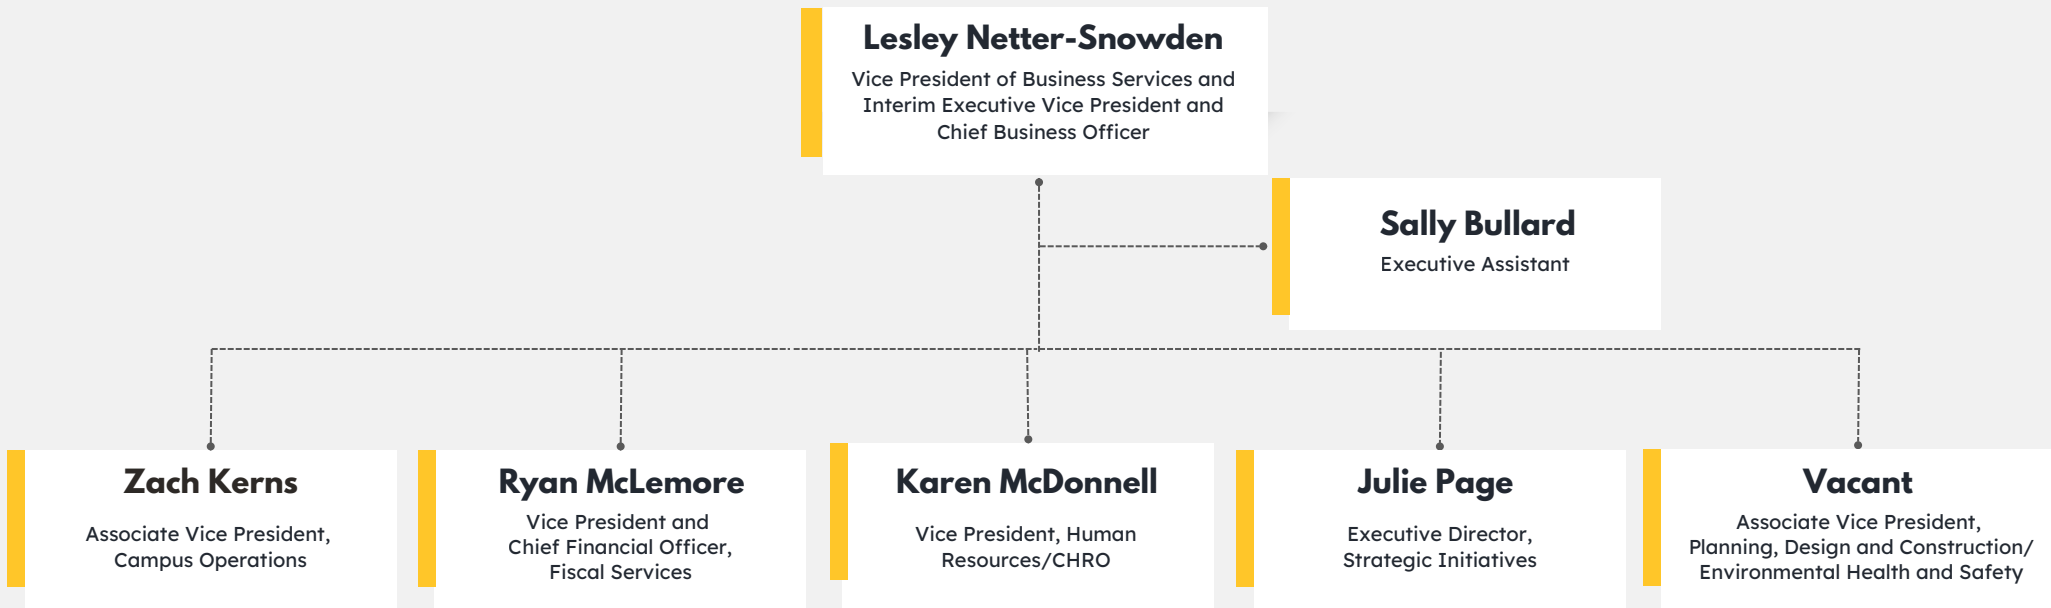 Lesley Netter-Snowden
Vice President of Business Services and
Interim Executive Vice President and
Chief Business Officer
Sally Bullard
Executive Assistant
Zach Kerns
Associate Vice President,
Campus Operations
Ryan McLemore
Vice President and
Chief Financial Officer,
Fiscal Services
Karen McDonnell
Vice President, Human
Resources/CHRO
Julie Page
Executive Director,
Strategic Initiatives
Vacant
Associate Vice President,
Planning, Design and Construction/
Environmental Health and Safety